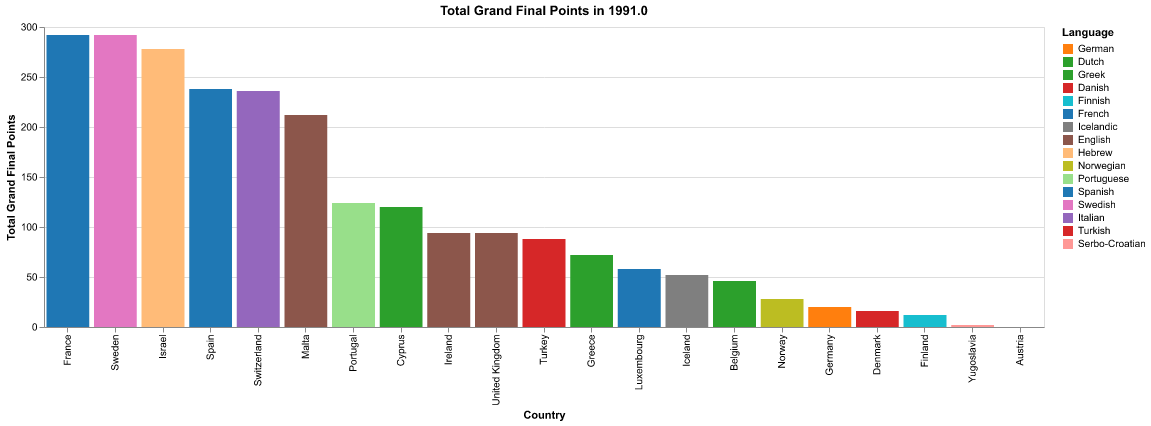 Total Grand Final Points in 1991.0
Total Grand Final Points
300
250
200
150
100
50
0
France
Sweden
Israel
Spain
Switzerland
Malta
Portugal
Cyprus
Ireland
United Kingdom
Turkey
Greece
Luxembourg
Iceland
Belgium
Norway
Germany
Denmark
Finland
Yugoslavia
Austria
Country
Language
German
Dutch
Greek
Danish
Finnish
French
Icelandic
English
Hebrew
Norwegian
Portuguese
Spanish
Swedish
Italian
Turkish
Serbo-Croatian